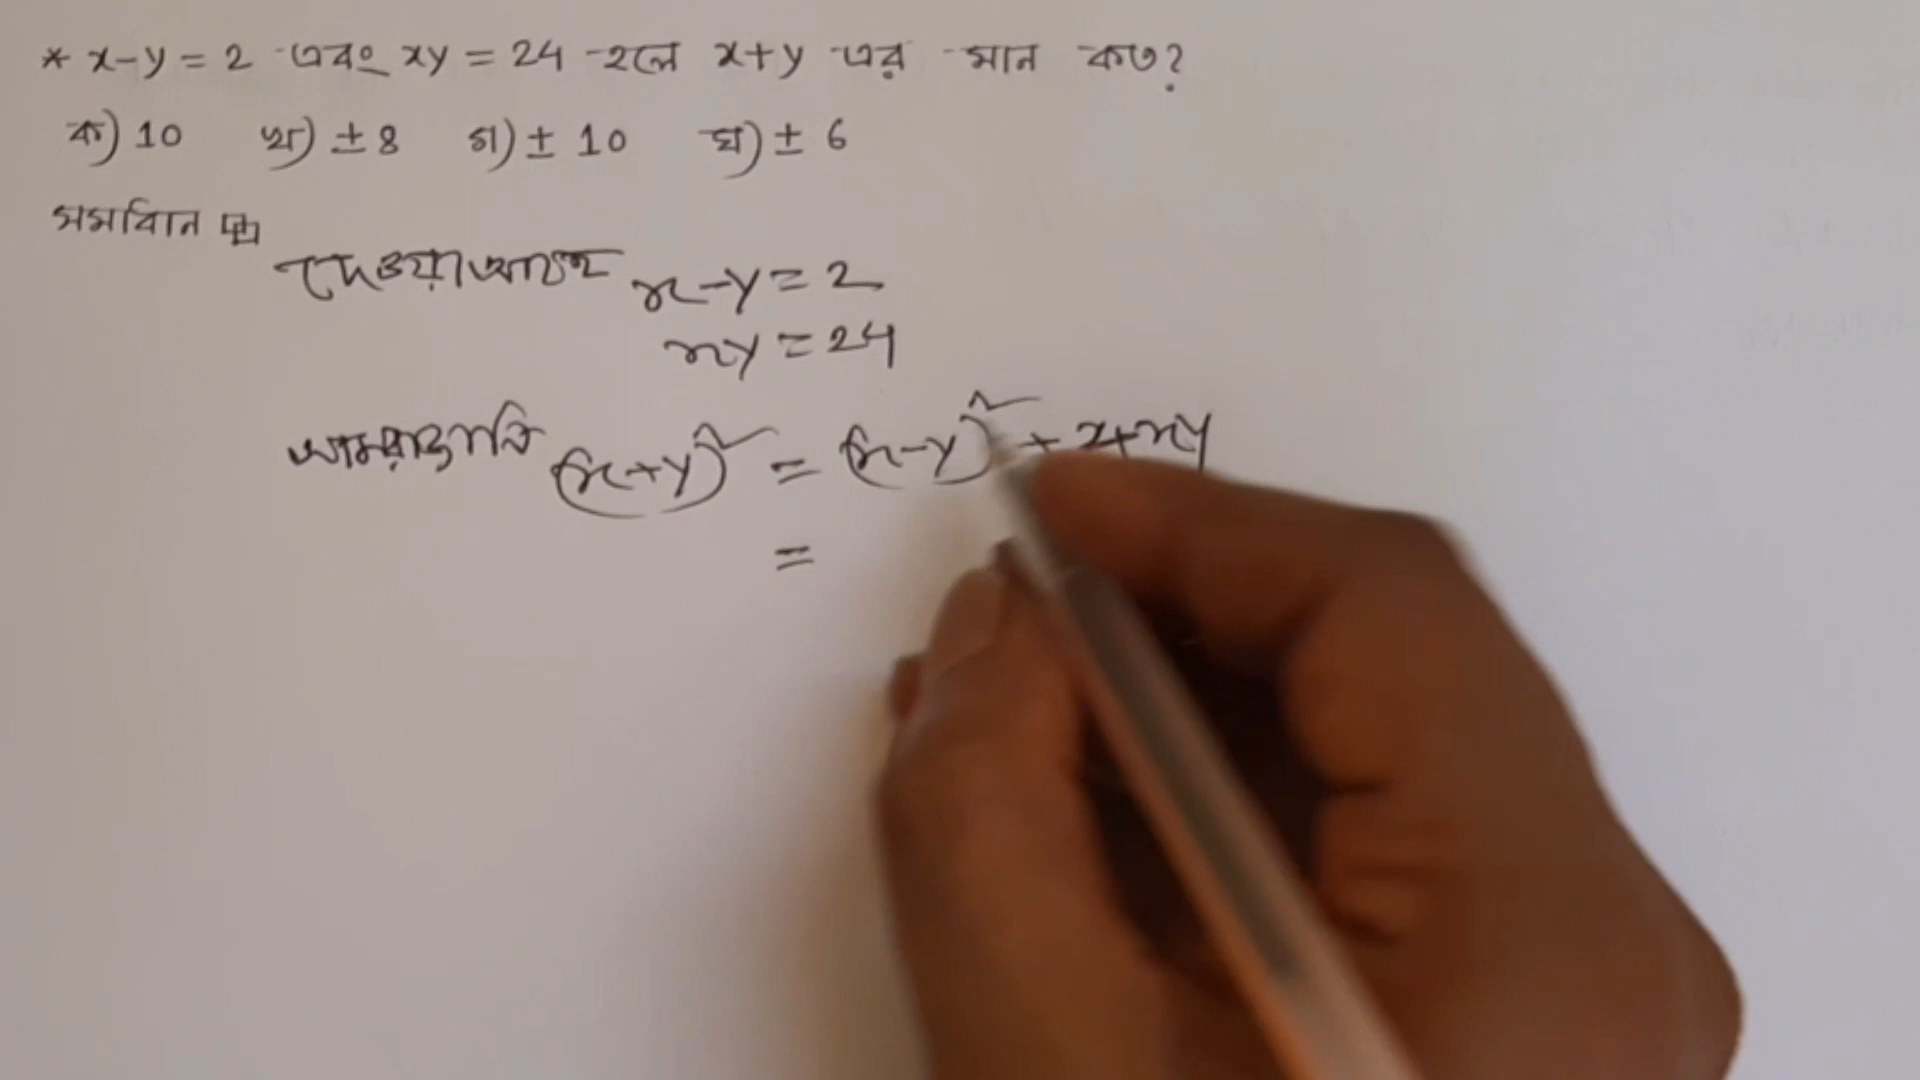 * x-y = 2 এবং xy = 24 হলে x+y এর মান কত?
ক) 10 খ) ± 8 গ) ± 10 ঘ) ± 6
সমাধান
দেওয়া আছে x-y = 2
xy = 24
আমরা জানি (x+y)² = (x-y)² + 4xy
=